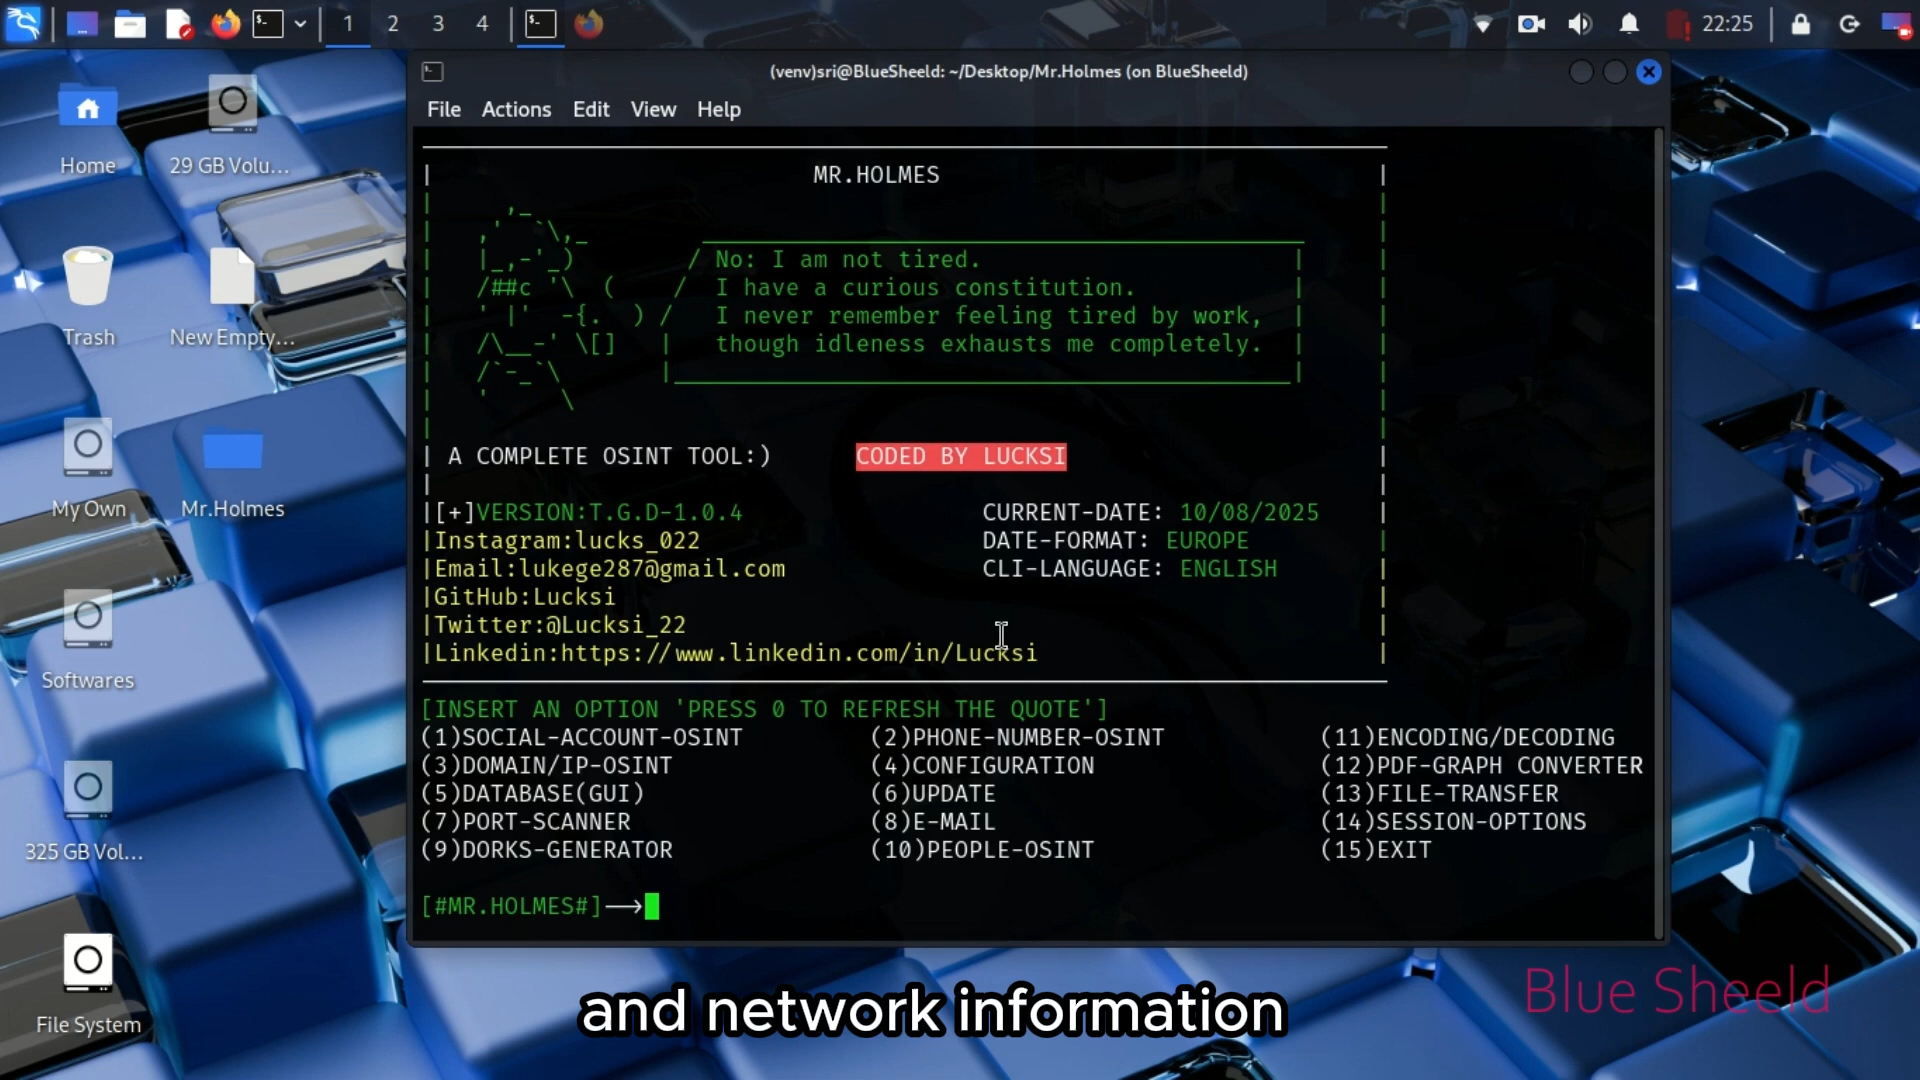 1 2 3 4
22:25
(venv)sri@BlueSheeld: ~/Desktop/Mr.Holmes (on BlueSheeld)
File Actions Edit View Help
Home
29 GB Volu...
Trash
New Empty...
My Own
Mr.Holmes
Softwares
325 GB Vol...
File System
MR.HOLMES
No: I am not tired.
I have a curious constitution.
I never remember feeling tired by work,
though idleness exhausts me completely.
A COMPLETE OSINT TOOL:) CODED BY LUCKSI
[+]VERSION:T.G.D-1.0.4 CURRENT-DATE: 10/08/2025
Instagram:lucks_022 DATE-FORMAT: EUROPE
Email:lukege287@gmail.com CLI-LANGUAGE: ENGLISH
GitHub:Lucksi
Twitter:@Lucksi_22
Linkedin:https://www.linkedin.com/in/Lucksi
[INSERT AN OPTION 'PRESS 0 TO REFRESH THE QUOTE']
(1)SOCIAL-ACCOUNT-OSINT (2)PHONE-NUMBER-OSINT (11)ENCODING/DECODING
(3)DOMAIN/IP-OSINT (4)CONFIGURATION (12)PDF-GRAPH CONVERTER
(5)DATABASE(GUI) (6)UPDATE (13)FILE-TRANSFER
(7)PORT-SCANNER (8)E-MAIL (14)SESSION-OPTIONS
(9)DORKS-GENERATOR (10)PEOPLE-OSINT (15)EXIT
[#MR.HOLMES#]-->
and network information
Blue Sheeld